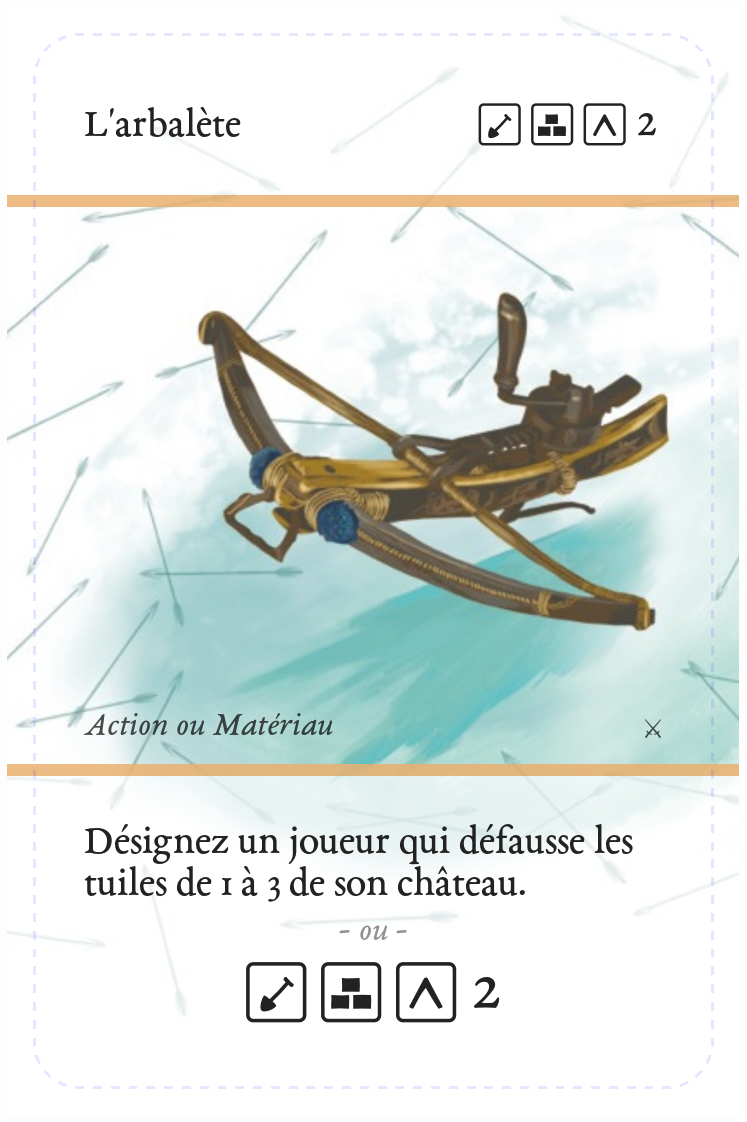 L'arbalète 2
Action ou Matériau
Désignez un joueur qui défausse les
tuiles de 1 à 3 de son château.
- ou -
2